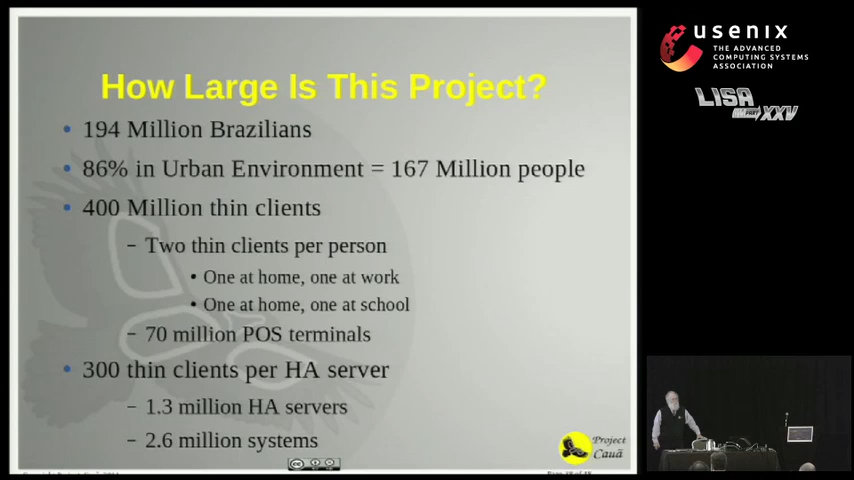 How Large Is This Project?
• 194 Million Brazilians
• 86% in Urban Environment = 167 Million people
• 400 Million thin clients
– Two thin clients per person
• One at home, one at work
• One at home, one at school
– 70 million POS terminals
• 300 thin clients per HA server
– 1.3 million HA servers
– 2.6 million systems
Project
Cauã
usenix
THE ADVANCED
COMPUTING SYSTEMS
ASSOCIATION
LISA
PART XXV